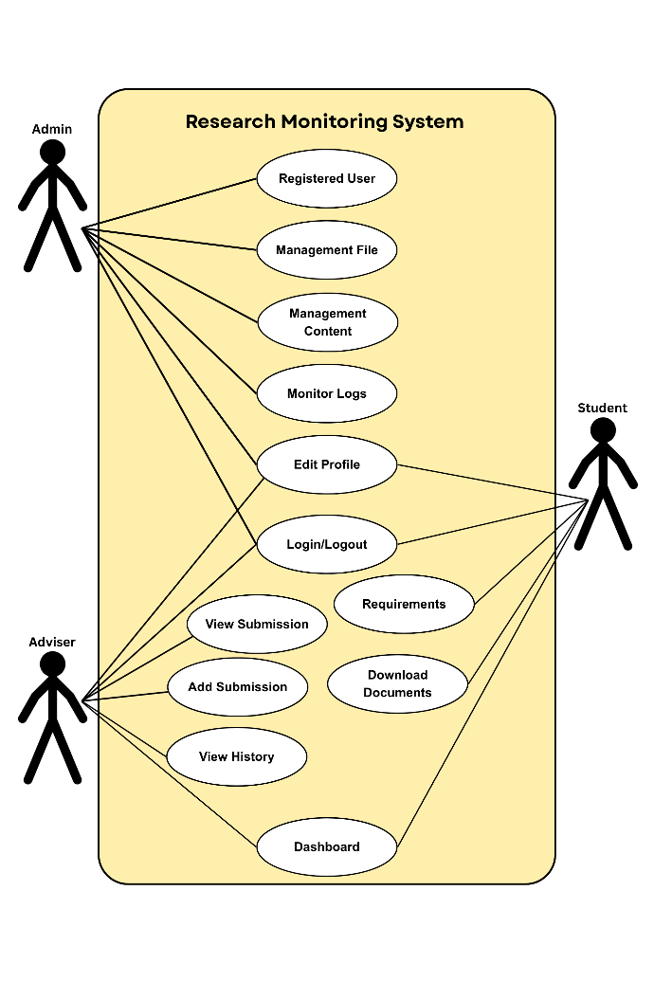 Research Monitoring System
Admin
Registered User
Management File
Management
Content
Monitor Logs
Student
Edit Profile
Login/Logout
Requirements
View Submission
Adviser
Download
Documents
Add Submission
View History
Dashboard